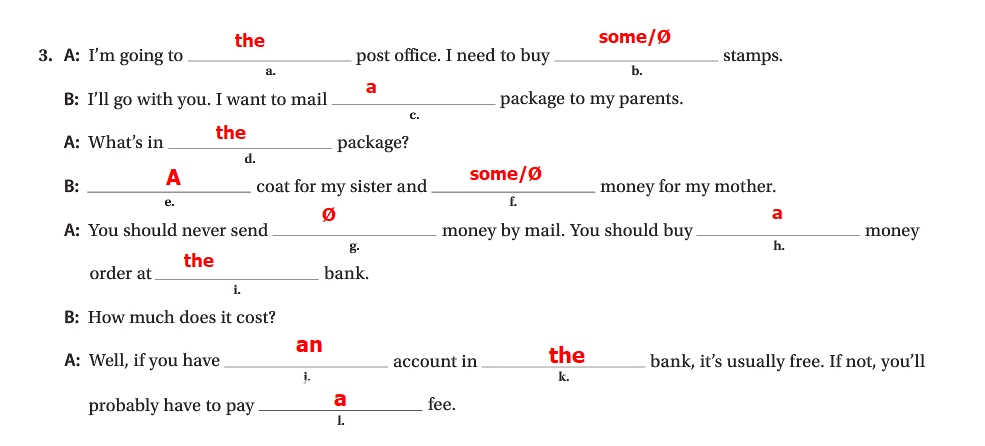 3. A: I'm going to the post office. I need to buy some/Ø stamps.
a. b.
B: I'll go with you. I want to mail a package to my parents.
c.
A: What's in the package?
d.
B: A coat for my sister and some/Ø money for my mother.
e. f.
A: You should never send Ø money by mail. You should buy a money
g. h.
order at the bank.
i.
B: How much does it cost?
A: Well, if you have an account in the bank, it's usually free. If not, you'll
j. k.
probably have to pay a fee.
l.